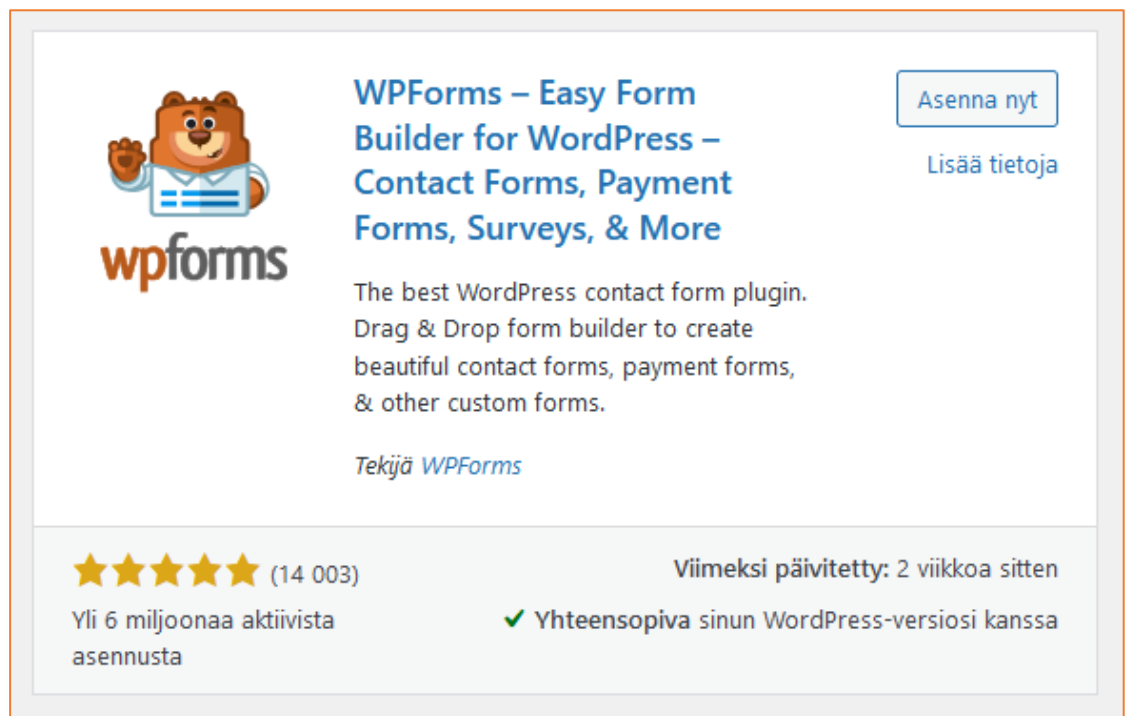 WPForms – Easy Form
Builder for WordPress –
Contact Forms, Payment
Forms, Surveys, & More
Asenna nyt
Lisää tietoja
wpforms
The best WordPress contact form plugin.
Drag & Drop form builder to create
beautiful contact forms, payment forms,
& other custom forms.
Tekijä WPForms
(14 003)
Yli 6 miljoonaa aktiivista
asennusta
Viimeksi päivitetty: 2 viikkoa sitten
✔ Yhteensopiva sinun WordPress-versiosi kanssa